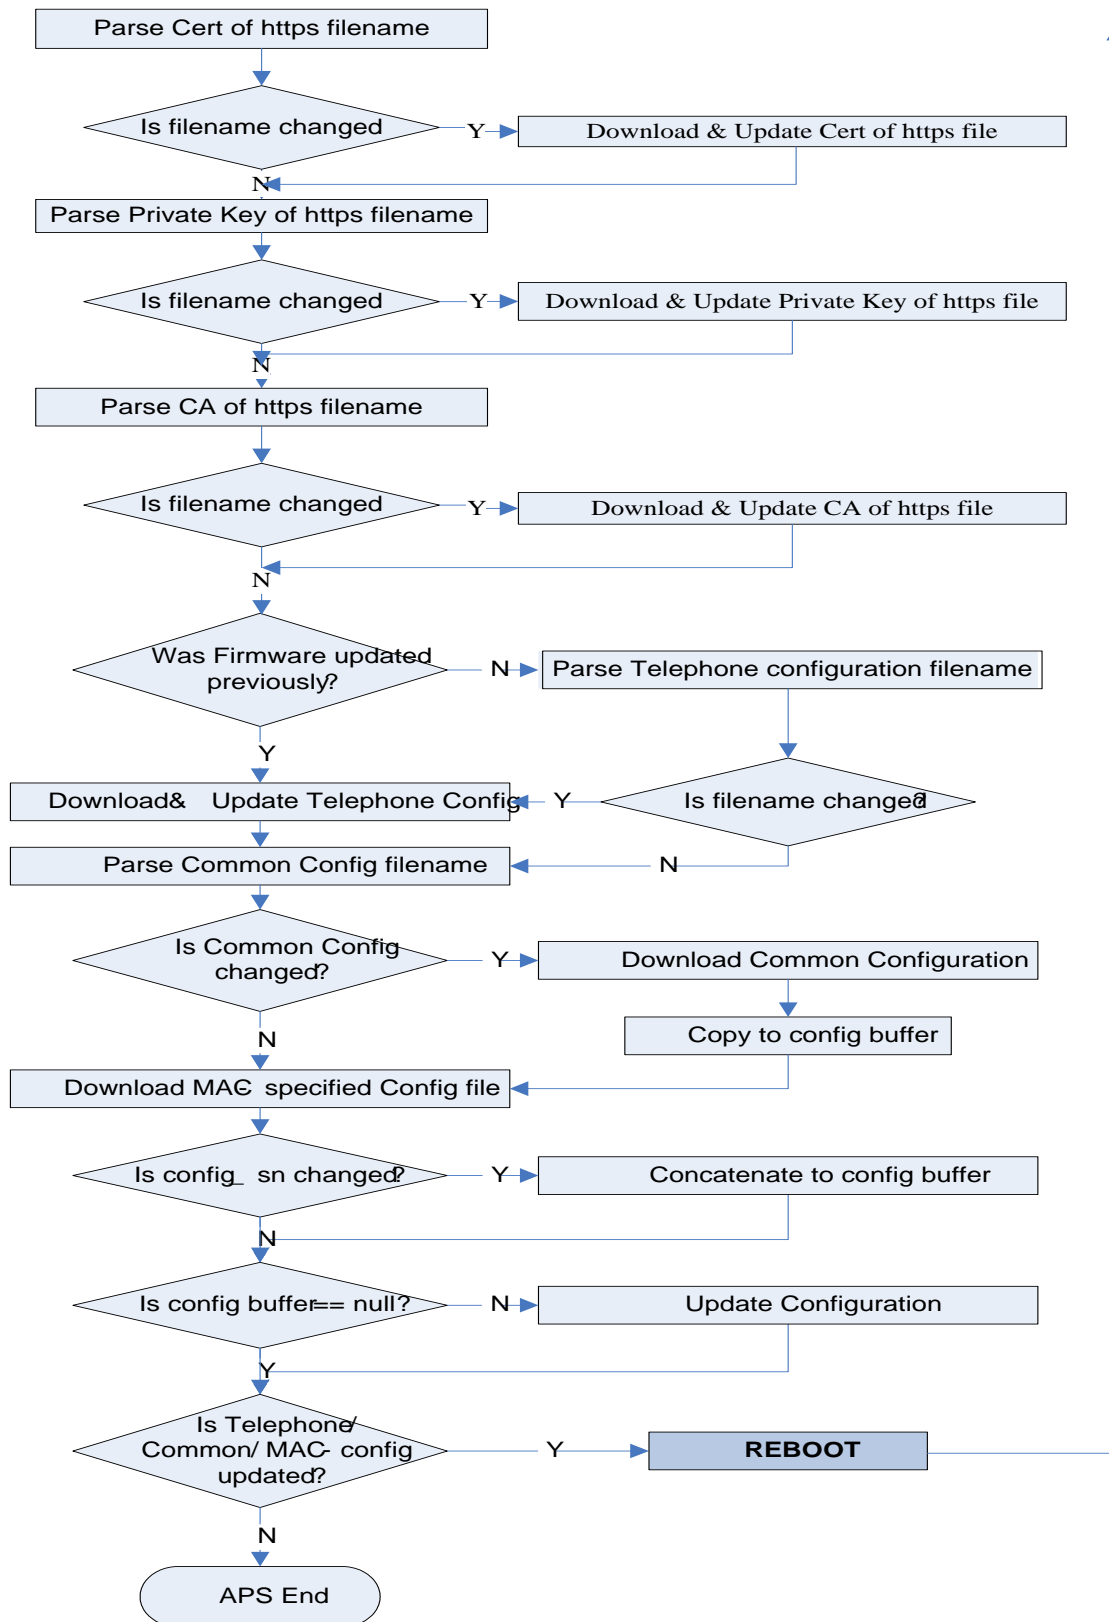 Parse Cert of https filename
Is filename changed
Y
Download & Update Cert of https file
N
Parse Private Key of https filename
Is filename changed
Y
Download & Update Private Key of https file
N
Parse CA of https filename
Is filename changed
Y
Download & Update CA of https file
N
Was Firmware updated
previously?
N
Parse Telephone configuration filename
Y
Download& Update Telephone Config
Y
Is filename changed?
Parse Common Config filename
N
Is Common Config
changed?
Y
Download Common Configuration
N
Copy to config buffer
Download MAC- specified Config file
Is config_ sn changed?
Y
Concatenate to config buffer
N
Is config buffer== null?
N
Update Configuration
Y
Is Telephone/
Common/ MAC- config
updated?
Y
REBOOT
N
APS End